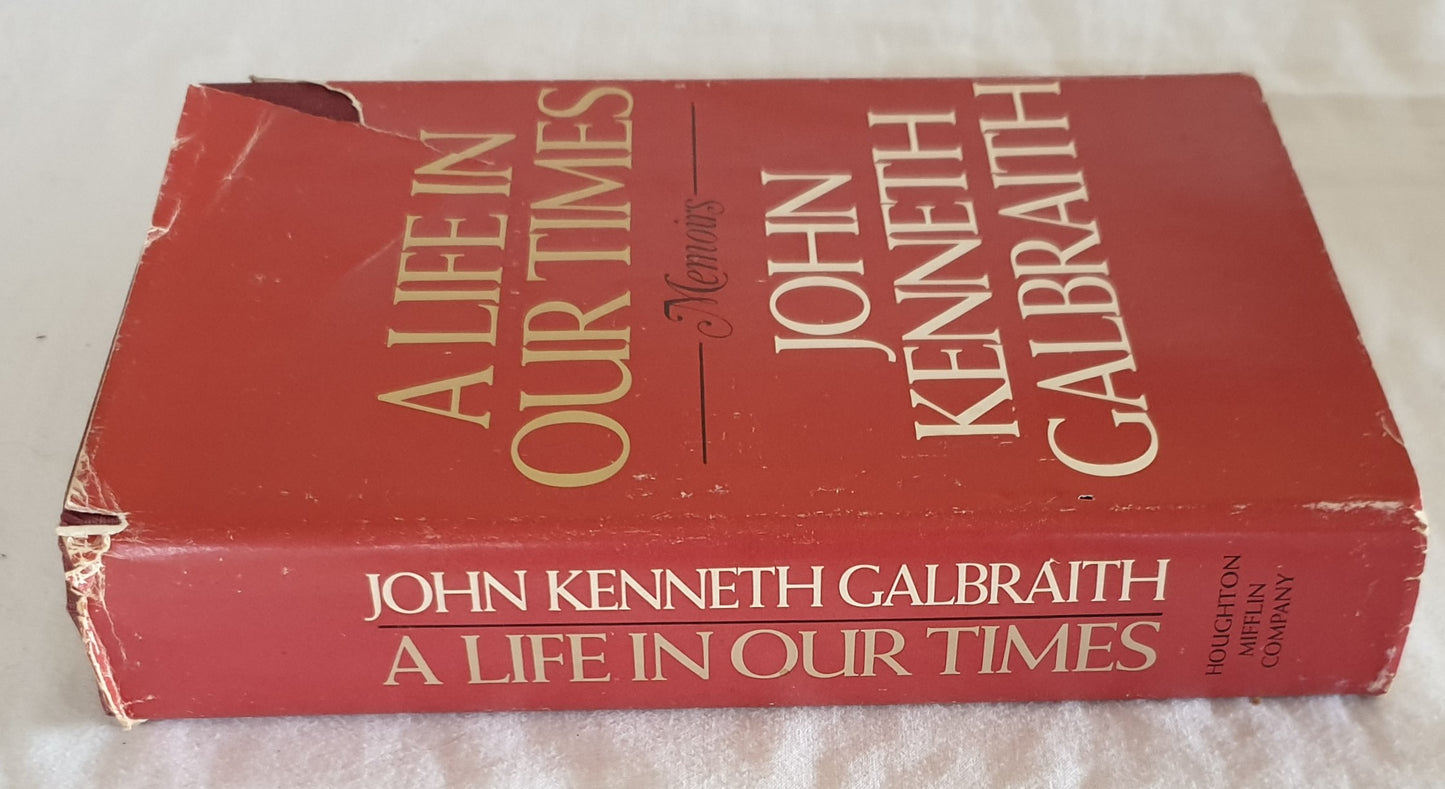 A LIFE IN
OUR TIMES
Memoirs
JOHN
KENNETH
GALBRAITH
JOHN KENNETH GALBRAITH
A LIFE IN OUR TIMES
HOUGHTON
MIFFLIN
COMPANY